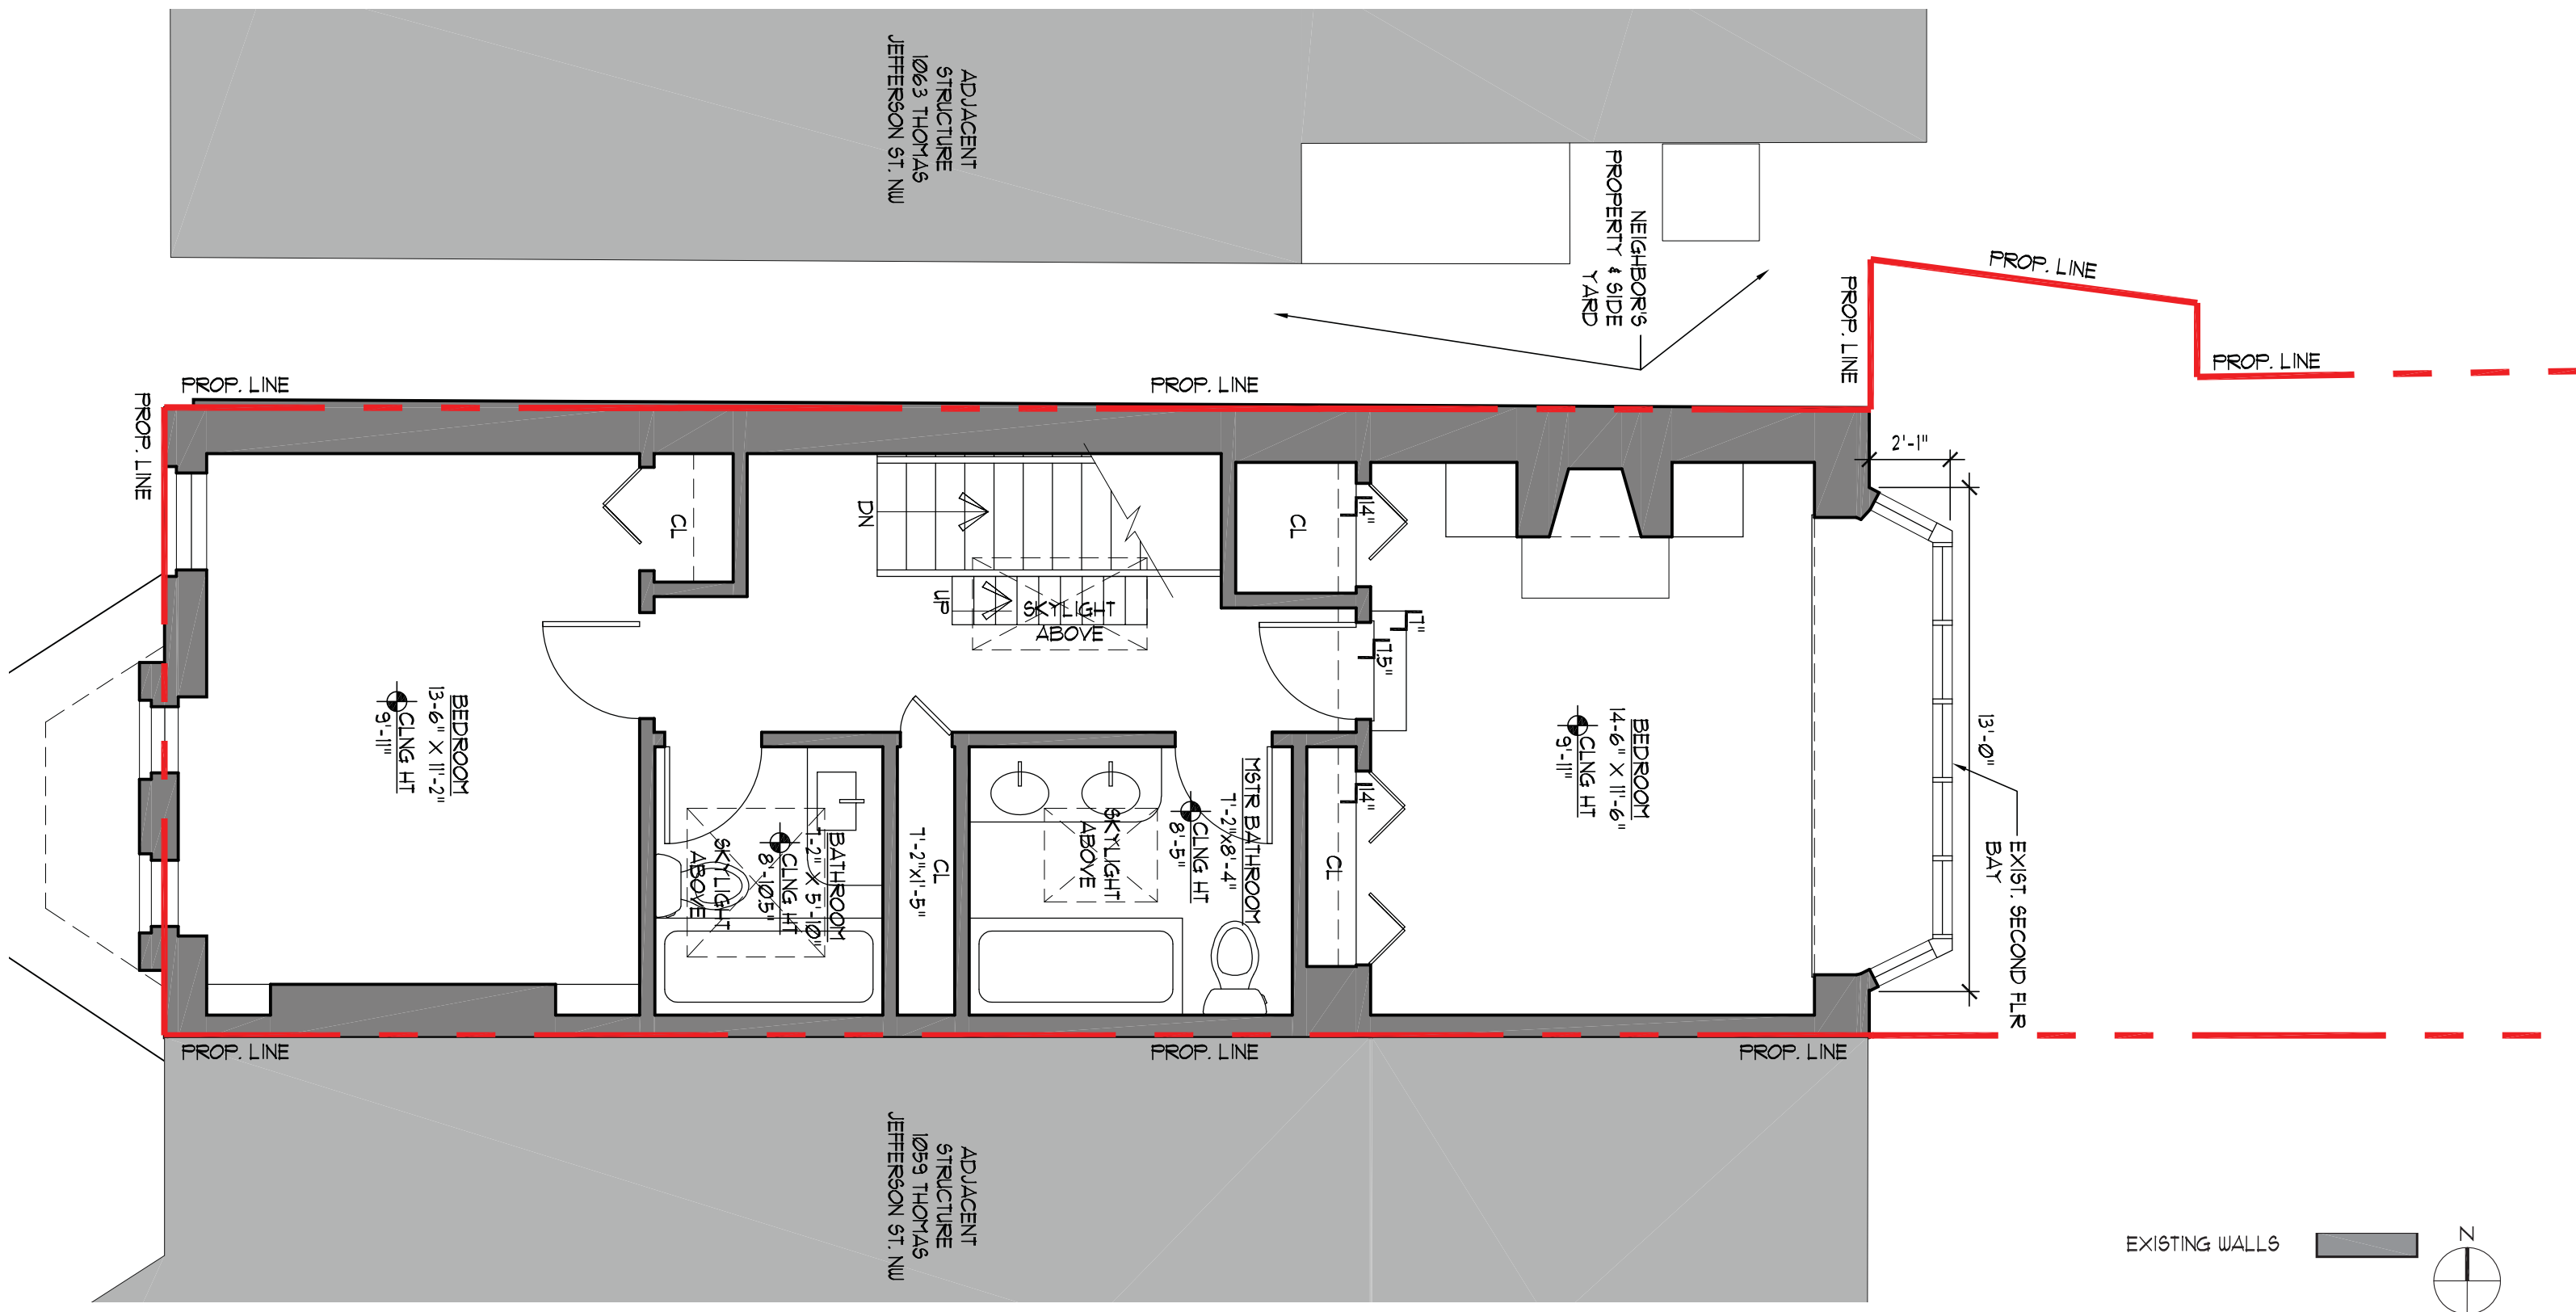 ADJACENT
STRUCTURE
1063 THOMAS
JEFFERSON ST. NW
NEIGHBOR'S
PROPERTY & SIDE
YARD
PROP. LINE
PROP. LINE
PROP. LINE
PROP. LINE
PROP. LINE
PROP. LINE
2'-1"
13'-0"
EXIST. SECOND FLR
BAY
CL
DN
UP
SKYLIGHT
ABOVE
CL
14"
7"
7.5"
14"
BEDROOM
13-6" X 11'-2"
CLNG HT
9'-11"
BEDROOM
14-6" X 11'-6"
CLNG HT
9'-11"
BATHROOM
7'-2" X 5'-10"
CLNG HT
8'-10.5"
SKYLIGHT
ABOVE
CL
7'-2"x1'-5"
SKYLIGHT
ABOVE
MSTR BATHROOM
7'-2"x8'-4"
CLNG HT
8'-5"
CL
PROP. LINE
PROP. LINE
PROP. LINE
ADJACENT
STRUCTURE
1059 THOMAS
JEFFERSON ST. NW
EXISTING WALLS
N